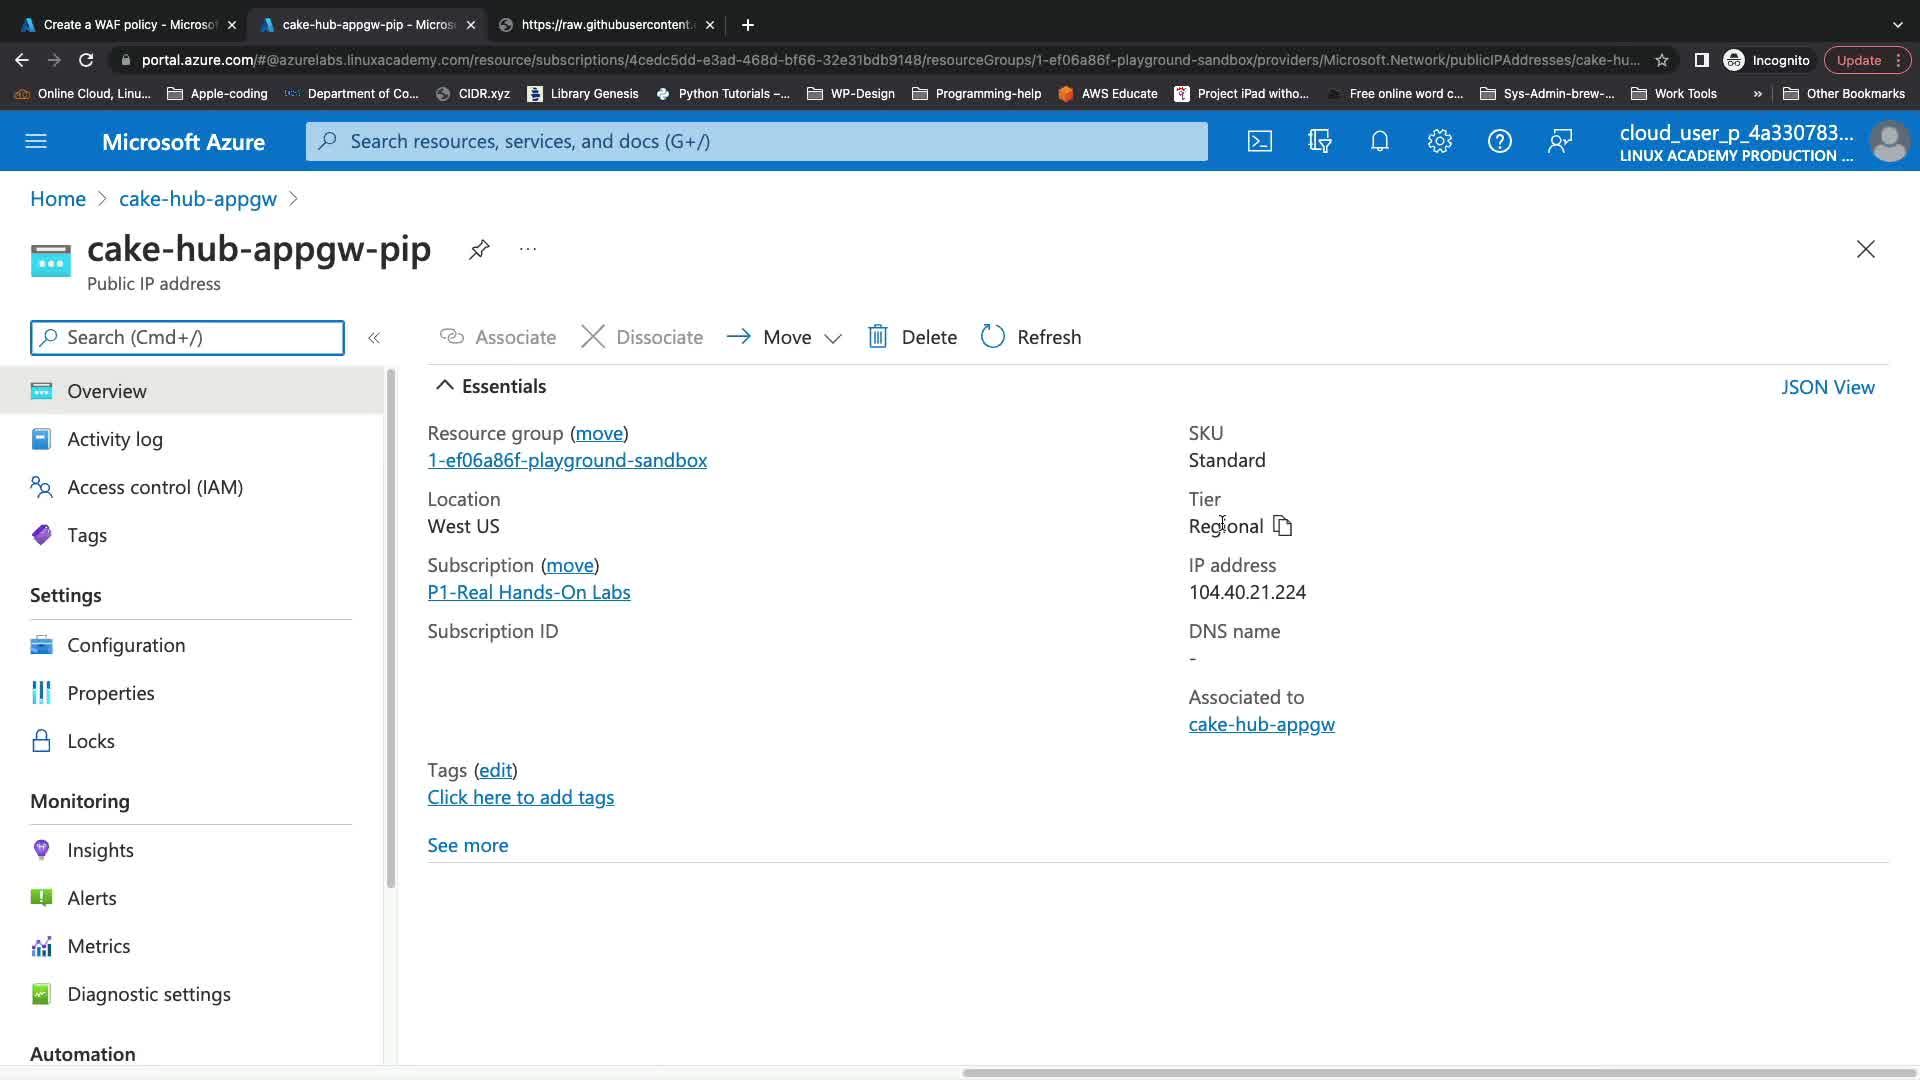 Create a WAF policy - Microsof
cake-hub-appgw-pip - Microso
https://raw.githubusercontent.
portal.azure.com/#@azurelabs.linuxacademy.com/resource/subscriptions/4cedc5dd-e3ad-468d-bf66-32e31bdb9148/resourceGroups/1-ef06a86f-playground-sandbox/providers/Microsoft.Network/publicIPAddresses/cake-hu...
Incognito
Update
Online Cloud, Linu...
Apple-coding
Department of Co...
CIDR.xyz
Library Genesis
Python Tutorials –...
WP-Design
Programming-help
AWS Educate
Project iPad witho...
Free online word c...
Sys-Admin-brew-...
Work Tools
»
Other Bookmarks
Microsoft Azure
Search resources, services, and docs (G+/)
cloud_user_p_4a330783...
LINUX ACADEMY PRODUCTION ...
Home > cake-hub-appgw >
cake-hub-appgw-pip
...
Public IP address
Search (Cmd+/)
«
Associate
Dissociate
Move
Delete
Refresh
Overview
Activity log
Access control (IAM)
Tags
Settings
Configuration
Properties
Locks
Monitoring
Insights
Alerts
Metrics
Diagnostic settings
Automation
Essentials
JSON View
Resource group (move)
1-ef06a86f-playground-sandbox
Location
West US
Subscription (move)
P1-Real Hands-On Labs
Subscription ID
SKU
Standard
Tier
Regional
IP address
104.40.21.224
DNS name
-
Associated to
cake-hub-appgw
Tags (edit)
Click here to add tags
See more